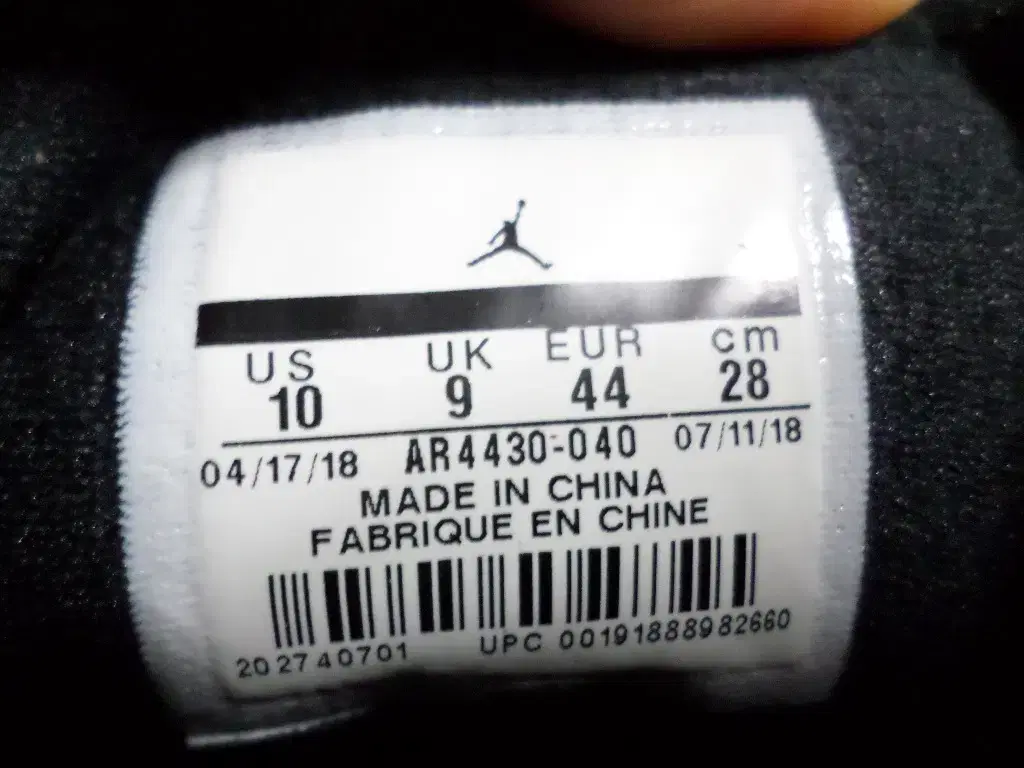 US UK EUR cm
10 9 44 28
04/17/18 AR4430-040 07/11/18
MADE IN CHINA
FABRIQUE EN CHINE
202740701 UPC 00191888982660